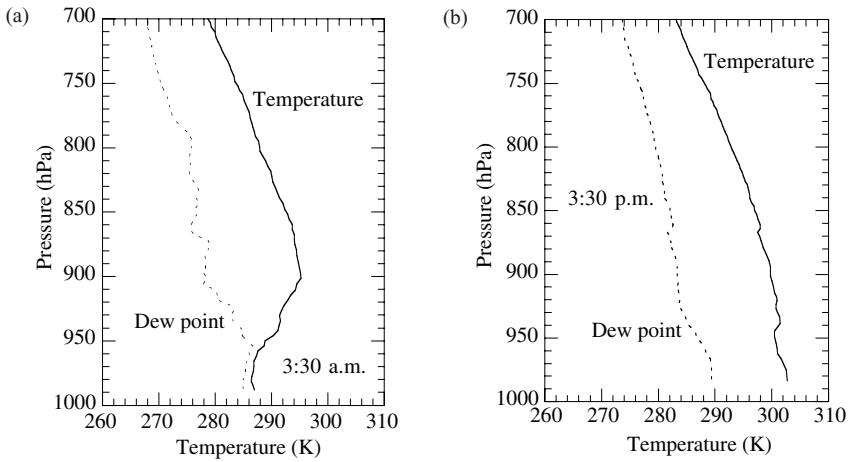 (a)
700
750
800
850
900
950
1000
Pressure (hPa)
Temperature
Dew point
3:30 a.m.
260 270 280 290 300 310
Temperature (K)
(b)
700
750
800
850
900
950
1000
Pressure (hPa)
Temperature
3:30 p.m.
Dew point
260 270 280 290 300 310
Temperature (K)